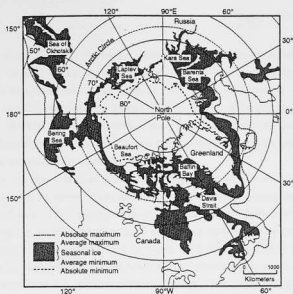 120°
90°E
60°
Russia
150°
Sea of
Okhotsk
50°
60°
Arctic Circle
Kara Sea
Laptev
Sea
Barents
Sea
70°
30°
80°
North
Pole
180°
0°
Bering
Sea
Beaufort
Sea
Greenland
Baffin
Bay
150°
30°
Davis
Strait
Absolute maximum
Average maximum
Seasonal ice
Average minimum
Absolute minimum
Canada
0
1000
Kilometers
120°
90°W
60°